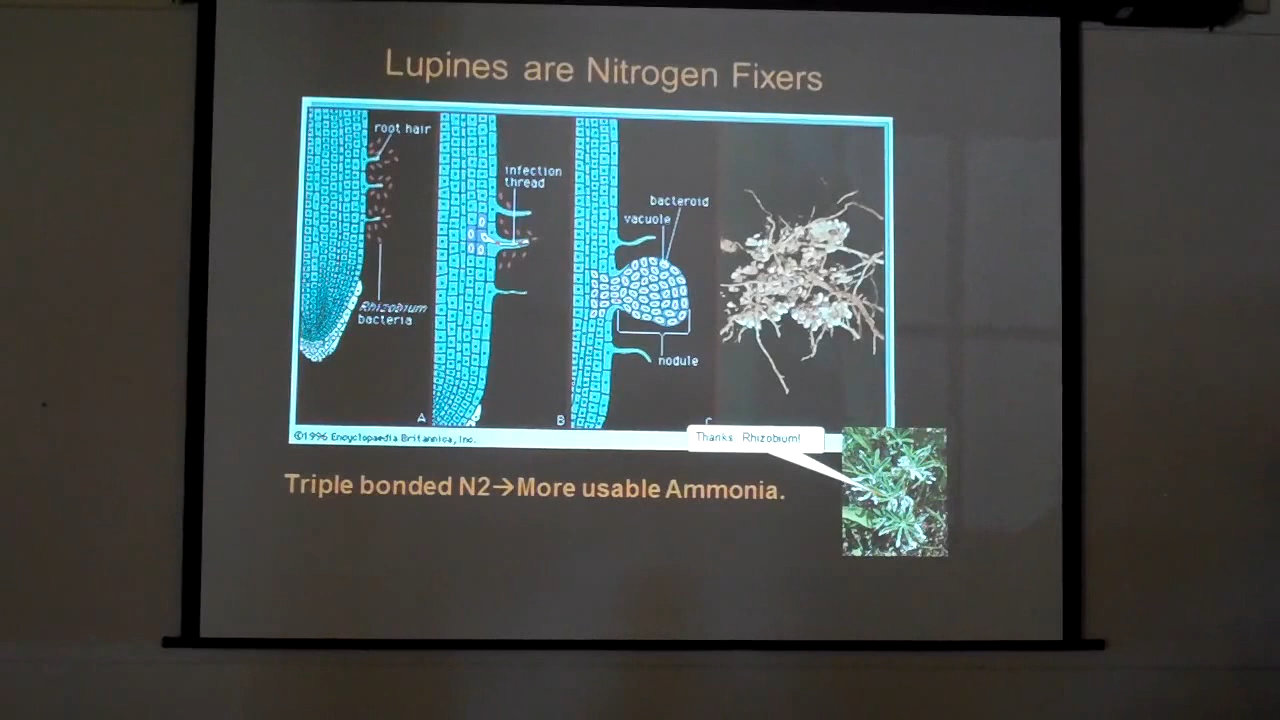 Lupines are Nitrogen Fixers
root hair
infection
thread
bacteroid
vacuole
Rhizobium
bacteria
nodule
A
B
C
©1996 Encyclopaedia Britannica, Inc.
Thanks Rhizobium!
Triple bonded N2→More usable Ammonia.